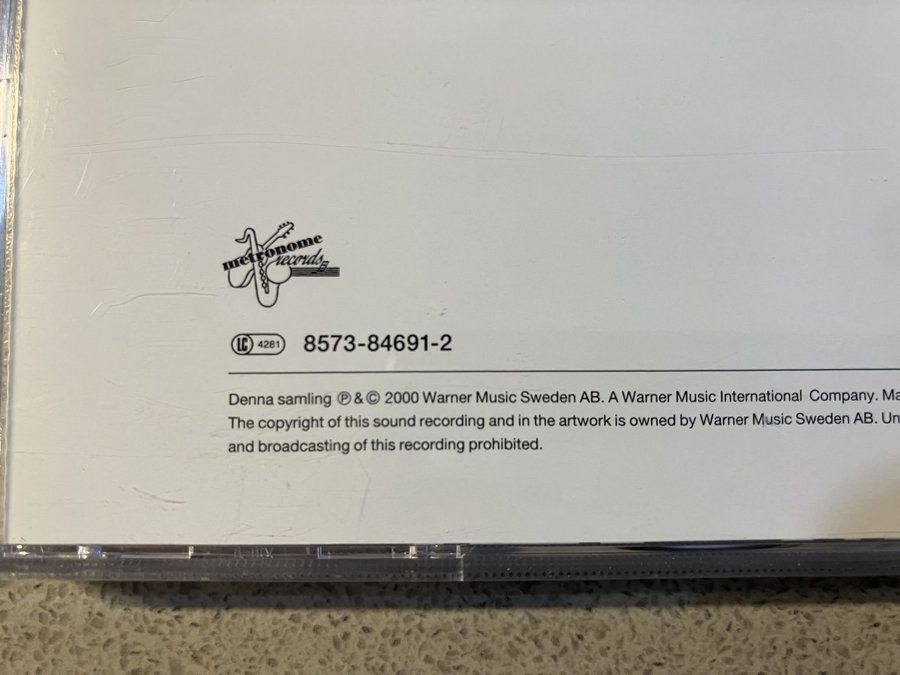 metronome
records
LC 4281 8573-84691-2
Denna samling ℗ & © 2000 Warner Music Sweden AB. A Warner Music International Company. Ma
The copyright of this sound recording and in the artwork is owned by Warner Music Sweden AB. Un
and broadcasting of this recording prohibited.